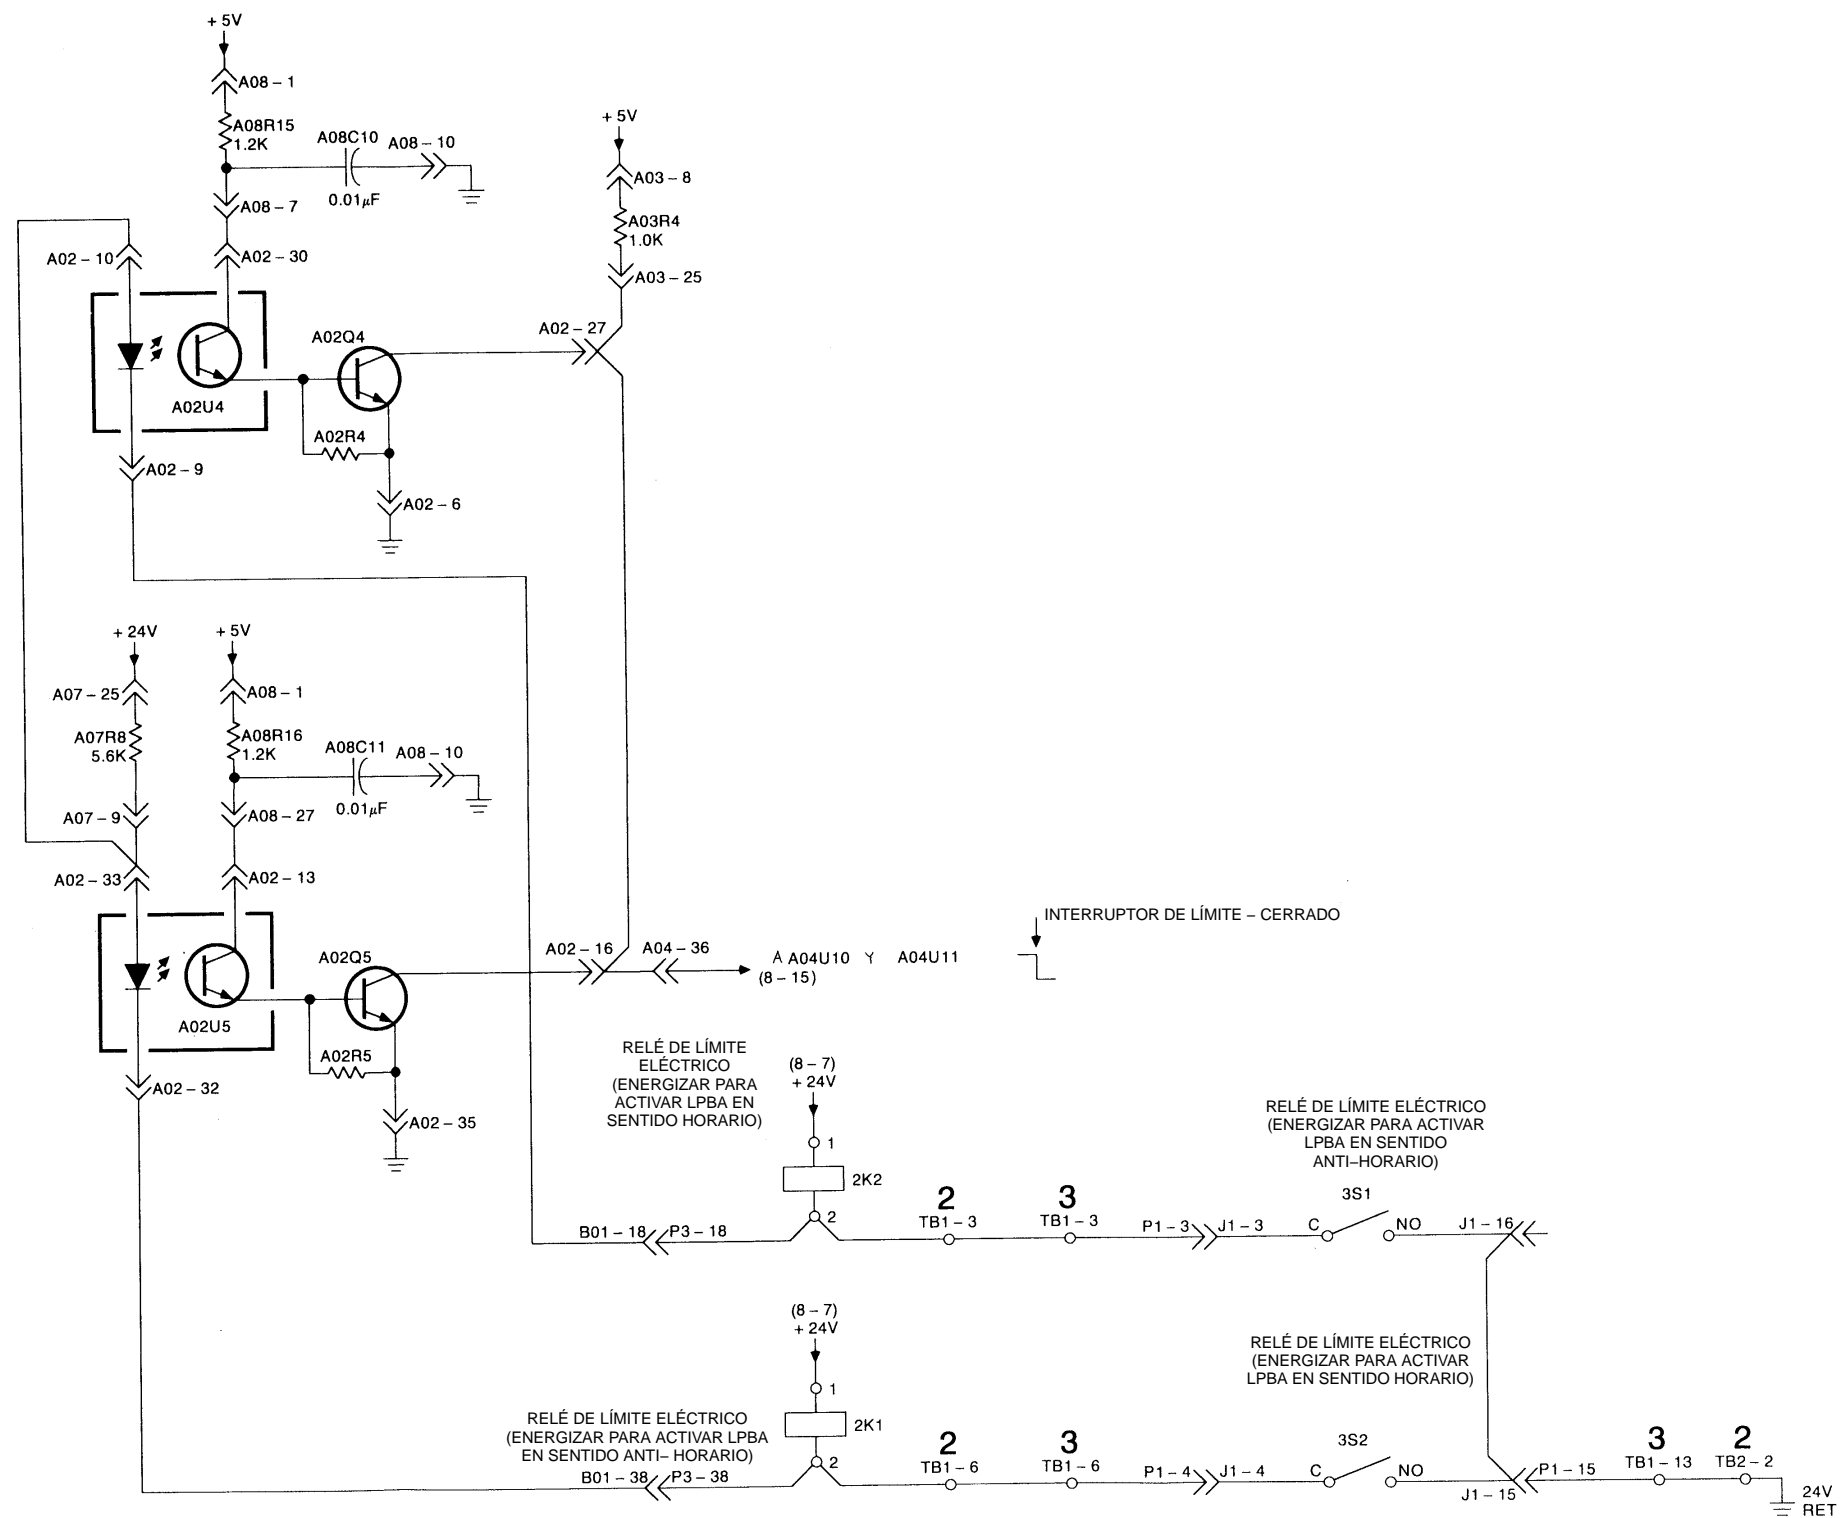 + 5V
A08 – 1
A08R15
1.2K
A08C10
A08 – 10
0.01µF
A08 – 7
A02 – 10
A02 – 30
+ 5V
A03 – 8
A03R4
1.0K
A03 – 25
A02Q4
A02 – 27
A02U4
A02R4
A02 – 9
A02 – 6
+ 24V
+ 5V
A07 – 25
A08 – 1
A07R8
5.6K
A08R16
1.2K
A08C11
A08 – 10
0.01µF
A07 – 9
A08 – 27
A02 – 33
A02 – 13
A02Q5
A02 – 16
A04 – 36
A A04U10 Y A04U11
(8 – 15)
INTERRUPTOR DE LÍMITE – CERRADO
A02U5
A02R5
A02 – 32
A02 – 35
RELÉ DE LÍMITE
ELÉCTRICO
(ENERGIZAR PARA
ACTIVAR LPBA EN
SENTIDO HORARIO)
(8 – 7)
+ 24V
1
2K2
2
RELÉ DE LÍMITE ELÉCTRICO
(ENERGIZAR PARA ACTIVAR
LPBA EN SENTIDO
ANTI–HORARIO)
3S1
B01 – 18
P3 – 18
2
TB1 – 3
3
TB1 – 3
P1 – 3
J1 – 3
C
NO
J1 – 16
(8 – 7)
+ 24V
1
2K1
2
RELÉ DE LÍMITE ELÉCTRICO
(ENERGIZAR PARA ACTIVAR
LPBA EN SENTIDO HORARIO)
RELÉ DE LÍMITE ELÉCTRICO
(ENERGIZAR PARA ACTIVAR LPBA
EN SENTIDO ANTI– HORARIO)
3S2
B01 – 38
P3 – 38
2
TB1 – 6
3
TB1 – 6
P1 – 4
J1 – 4
C
NO
J1 – 15
P1 – 15
3
TB1 – 13
2
TB2 – 2
24V
RET